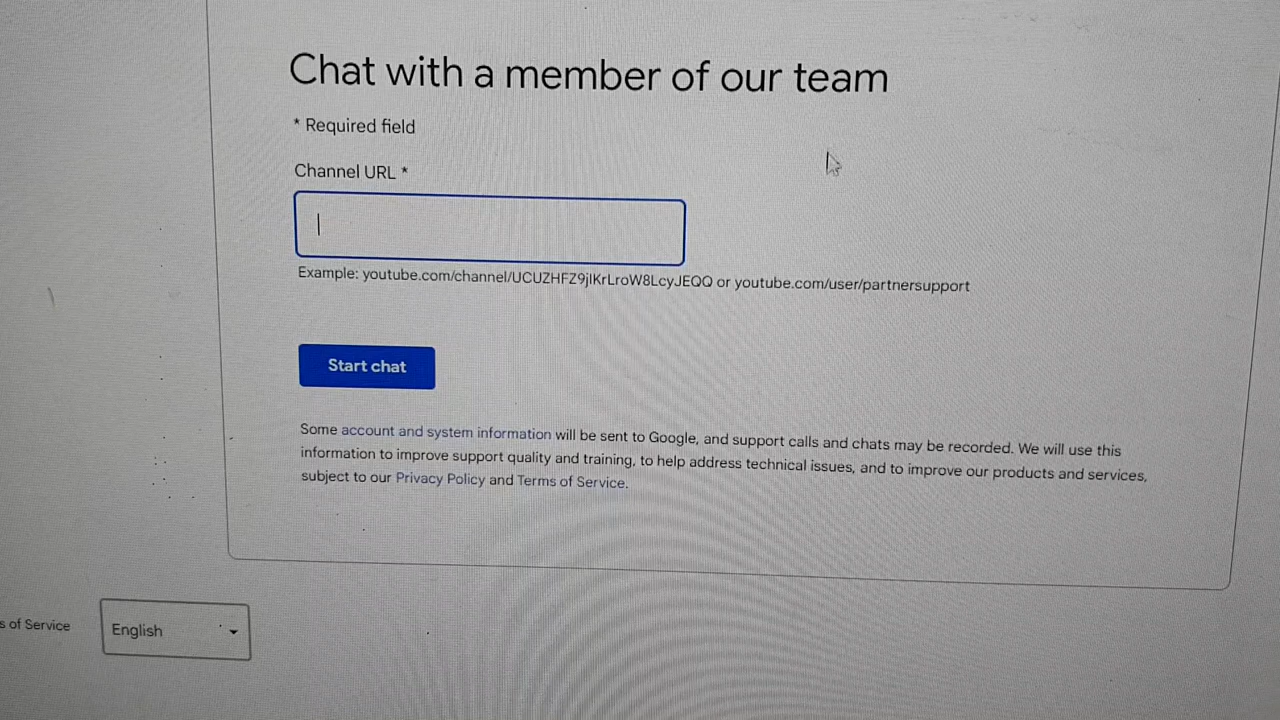 Chat with a member of our team
* Required field
Channel URL *
Example: youtube.com/channel/UCUZHFZ9jIKrLroW8LcyJEQQ or youtube.com/user/partnersupport
Start chat
Some account and system information will be sent to Google, and support calls and chats may be recorded. We will use this
information to improve support quality and training, to help address technical issues, and to improve our products and services,
subject to our Privacy Policy and Terms of Service.
s of Service
English